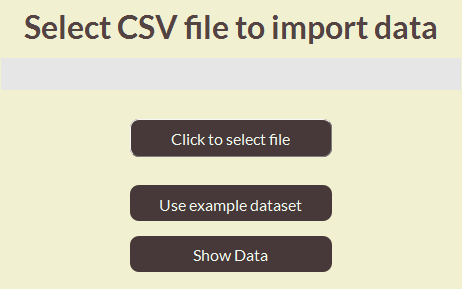 Select CSV file to import data
Click to select file
Use example dataset
Show Data